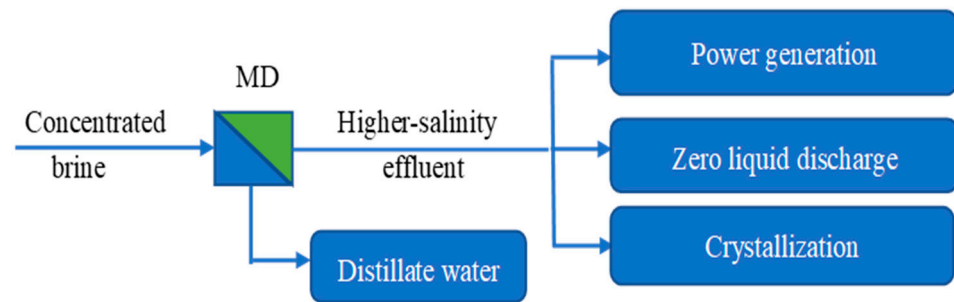 MD
Concentrated
brine
Higher-salinity
effluent
Power generation
Zero liquid discharge
Crystallization
Distillate water